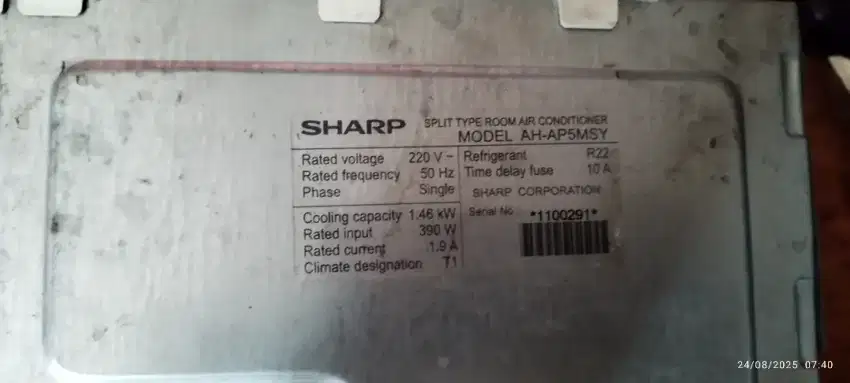 SHARP SPLIT TYPE ROOM AIR CONDITIONER
MODEL AH-AP5MSY
Rated voltage 220 V~
Rated frequency 50 Hz
Phase Single
Refrigerant R22
Time delay fuse 10 A
SHARP CORPORATION
Cooling capacity 1.46 kW
Rated input 390 W
Rated current 1.9 A
Climate designation T1
Serial No *1100291*
24/08/2025 07:40